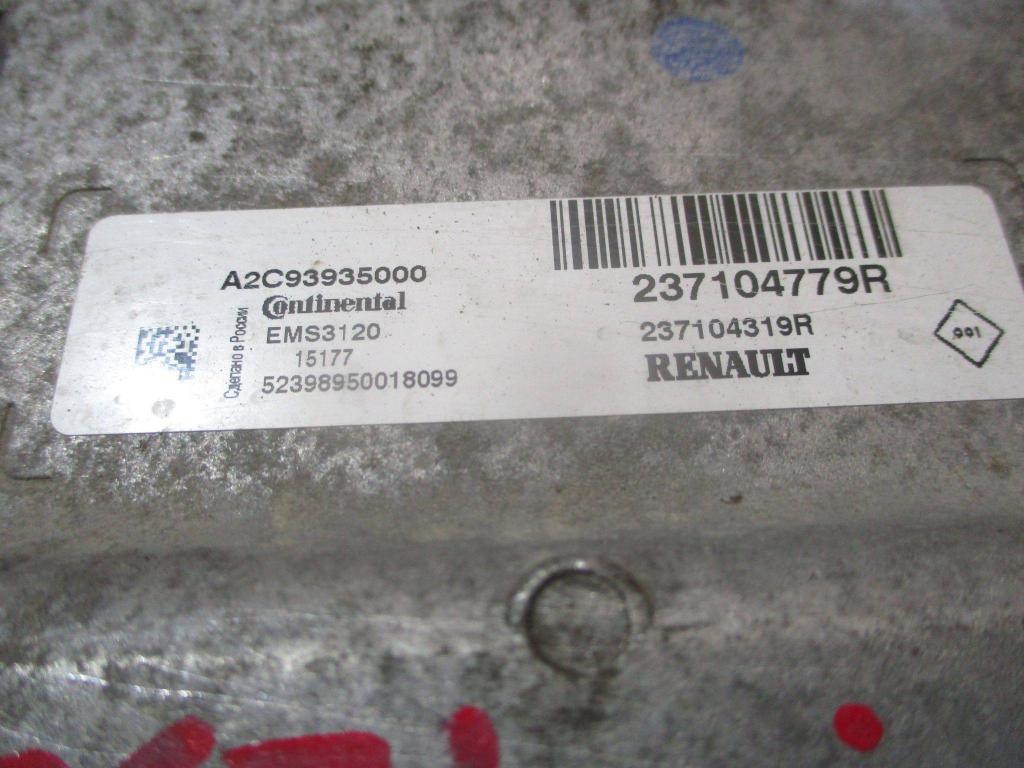 A2C93935000
Continental
EMS3120
15177
52398950018099
Сделано в России
237104779R
237104319R
RENAULT
001